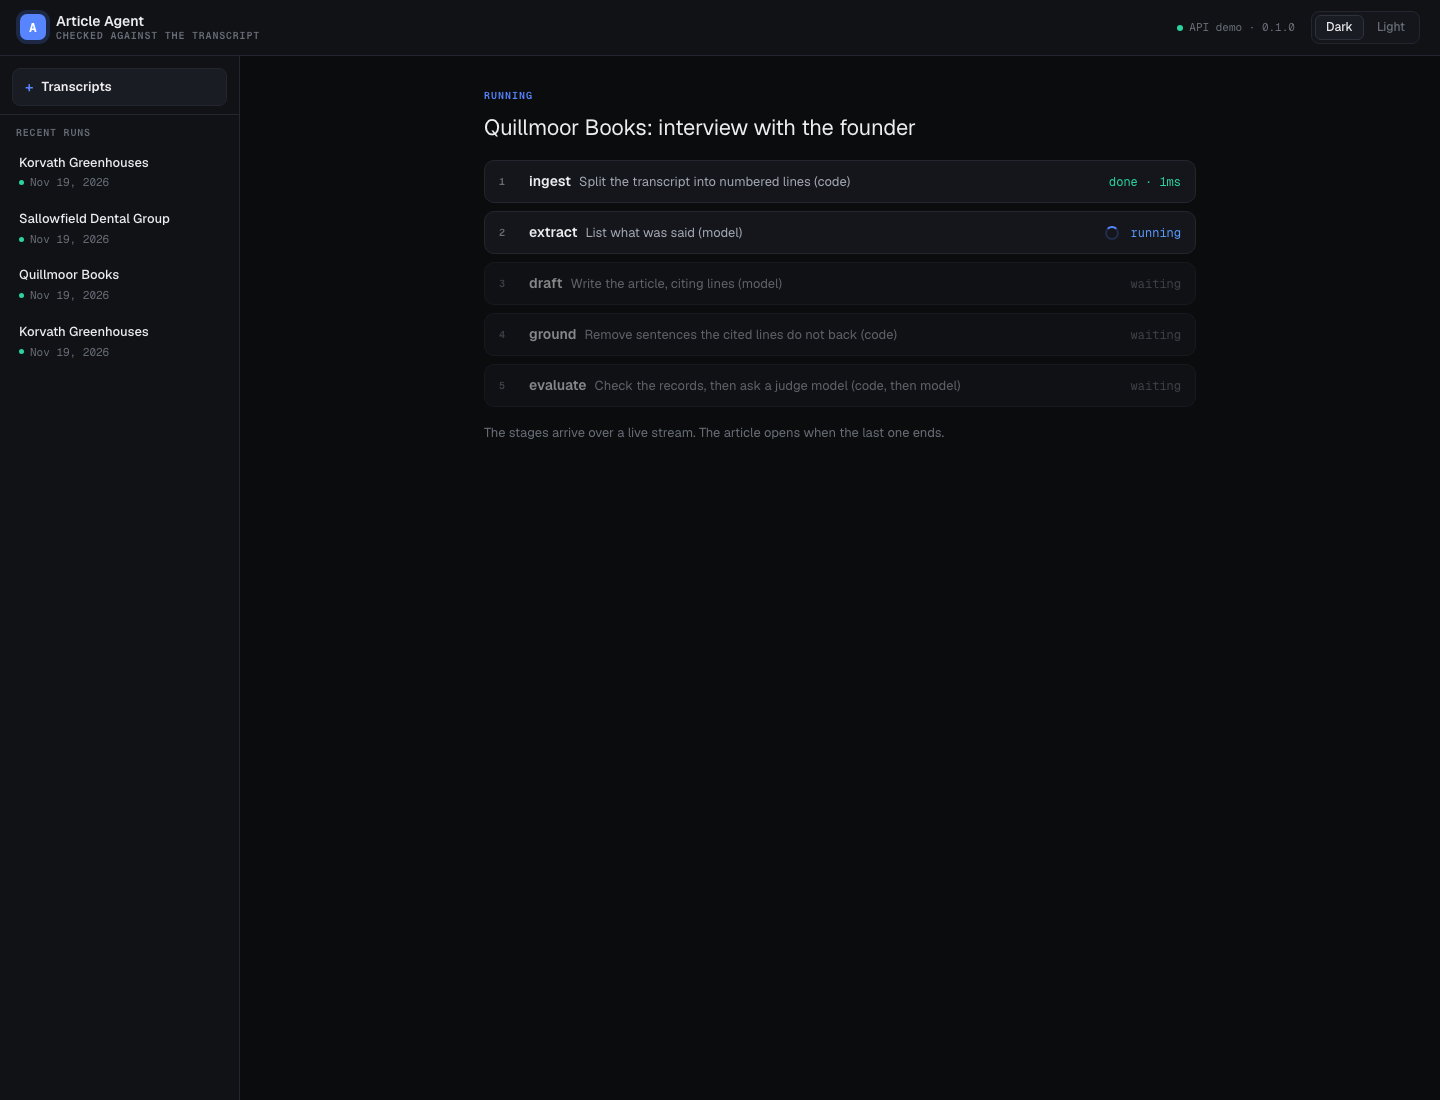 A
Article Agent
CHECKED AGAINST THE TRANSCRIPT
API demo · 0.1.0
Dark
Light
+ Transcripts
RECENT RUNS
Korvath Greenhouses
Nov 19, 2026
Sallowfield Dental Group
Nov 19, 2026
Quillmoor Books
Nov 19, 2026
Korvath Greenhouses
Nov 19, 2026
RUNNING
Quillmoor Books: interview with the founder
1 ingest Split the transcript into numbered lines (code) done · 1ms
2 extract List what was said (model) running
3 draft Write the article, citing lines (model) waiting
4 ground Remove sentences the cited lines do not back (code) waiting
5 evaluate Check the records, then ask a judge model (code, then model) waiting
The stages arrive over a live stream. The article opens when the last one ends.